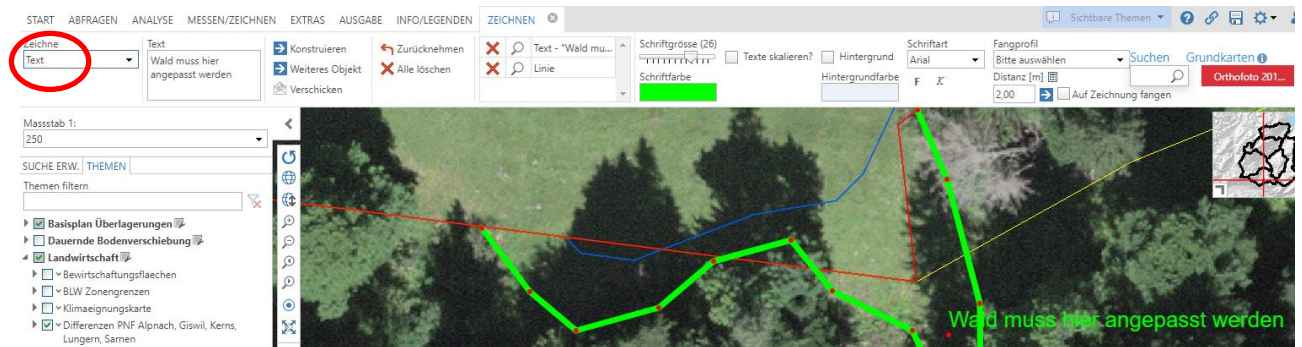 START ABFRAGEN ANALYSE MESSEN/ZEICHNEN EXTRAS AUSGABE INFO/LEGENDEN ZEICHNEN
Sichtbare Themen
Zeichne
Text
Text
Wald muss hier
angepasst werden
Konstruieren
Weiteres Objekt
Verschicken
Zurücknehmen
Alle löschen
Text - "Wald mu...
Linie
Schriftgrösse (26)
Texte skalieren?
Hintergrund
Schriftfarbe
Hintergrundfarbe
Schriftart
Arial
F K
Fangprofil
Bitte auswählen
Distanz [m]
2,00
Auf Zeichnung fangen
Suchen
Grundkarten
Orthofoto 201...
Massstab 1:
250
SUCHE ERW. THEMEN
Themen filtern
Basisplan Überlagerungen
Dauernde Bodenverschiebung
Landwirtschaft
Bewirtschaftungsflaechen
BLW Zonengrenzen
Klimaeignungskarte
Differenzen PNF Alpnach, Giswil, Kerns,
Lungern, Sarnen
Wald muss hier angepasst werden